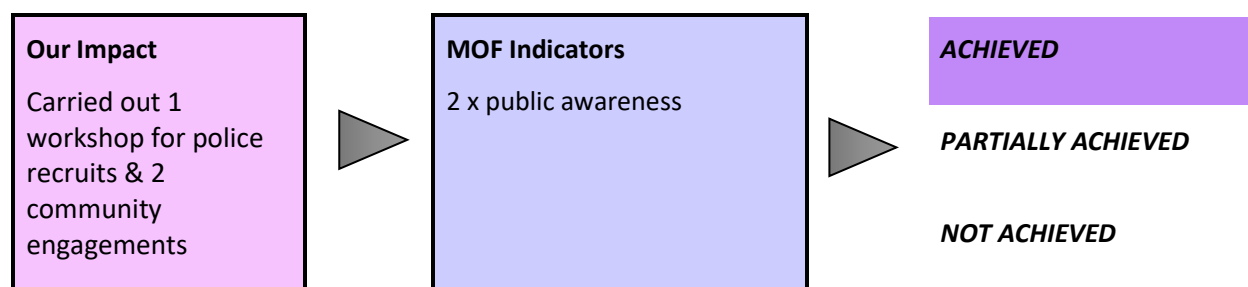 Our Impact
Carried out 1
workshop for police
recruits & 2
community
engagements
MOF Indicators
2 x public awareness
ACHIEVED
PARTIALLY ACHIEVED
NOT ACHIEVED